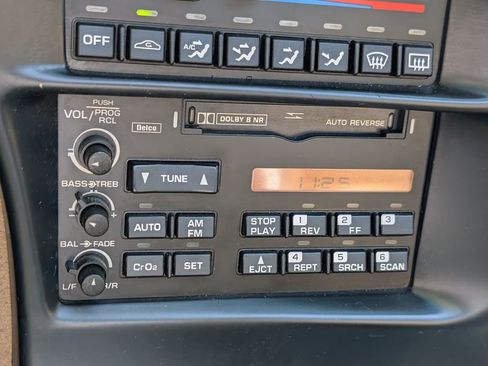 OFF
A/C
PUSH
VOL/PROG
RCL
Delco
DOLBY B NR
AUTO REVERSE
BASS TREB
TUNE
11:25
- +
AUTO
AM
FM
STOP
PLAY
1
REV
2
FF
3
BAL FADE
CrO2
SET
EJCT
4
REPT
5
SRCH
6
SCAN
L/F R/R